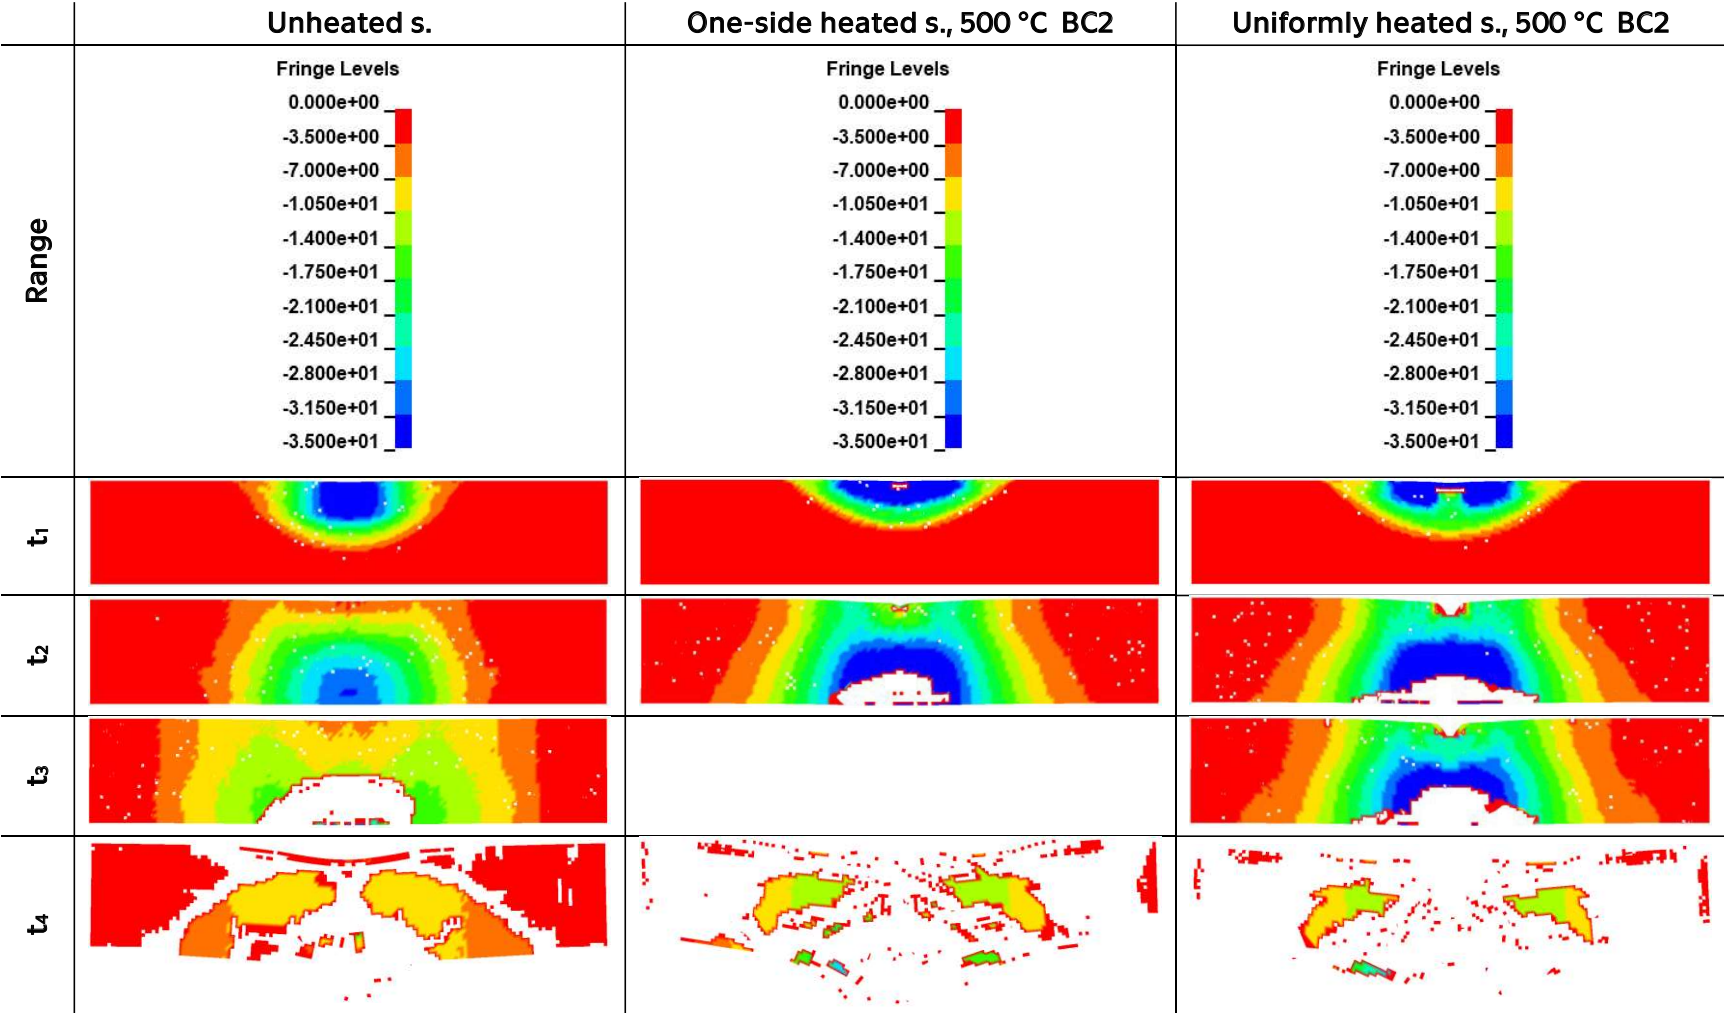 Unheated s.
One-side heated s., 500 °C BC2
Uniformly heated s., 500 °C BC2
Range
Fringe Levels
0.000e+00
-3.500e+00
-7.000e+00
-1.050e+01
-1.400e+01
-1.750e+01
-2.100e+01
-2.450e+01
-2.800e+01
-3.150e+01
-3.500e+01
Fringe Levels
0.000e+00
-3.500e+00
-7.000e+00
-1.050e+01
-1.400e+01
-1.750e+01
-2.100e+01
-2.450e+01
-2.800e+01
-3.150e+01
-3.500e+01
Fringe Levels
0.000e+00
-3.500e+00
-7.000e+00
-1.050e+01
-1.400e+01
-1.750e+01
-2.100e+01
-2.450e+01
-2.800e+01
-3.150e+01
-3.500e+01
t₁
t₂
t₃
t₄